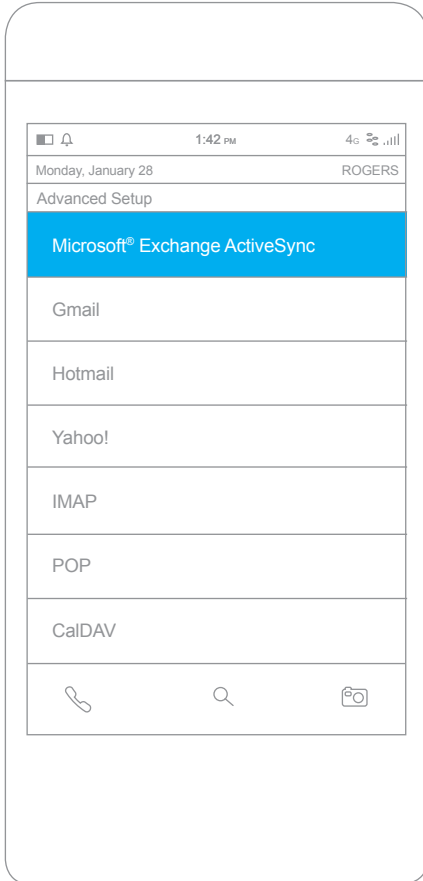 1:42 PM 4G
Monday, January 28 ROGERS
Advanced Setup
Microsoft® Exchange ActiveSync
Gmail
Hotmail
Yahoo!
IMAP
POP
CalDAV